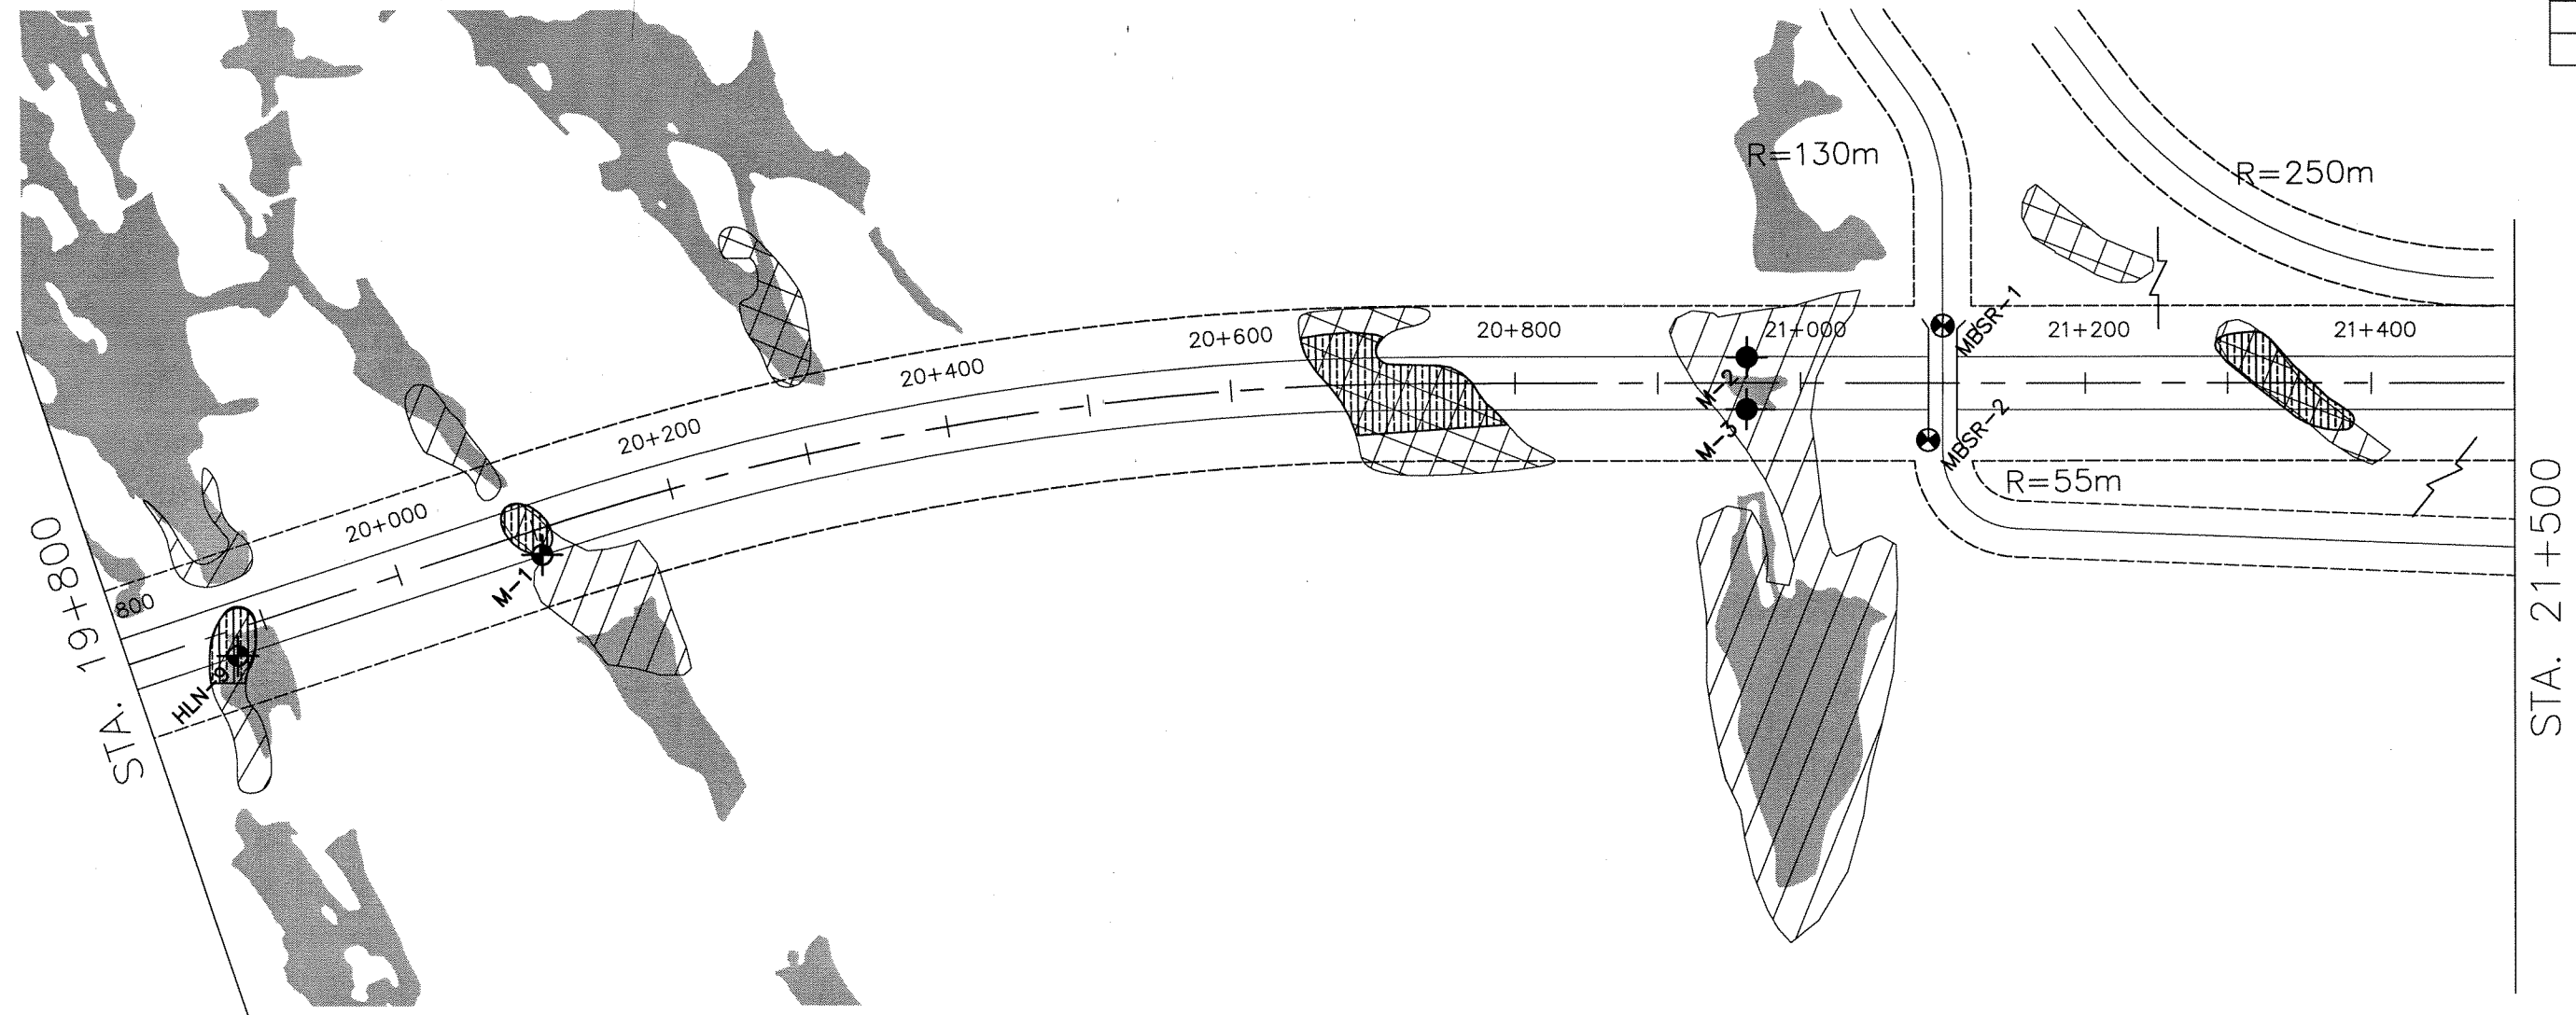 R=130m
R=250m
MBSR-1
20+600
20+800
21+000
21+200
21+400
20+400
M-2
20+200
M-3
MBSR-2
R=55m
20+000
M-1
800
HLN-9
STA. 19+800
STA. 21+500